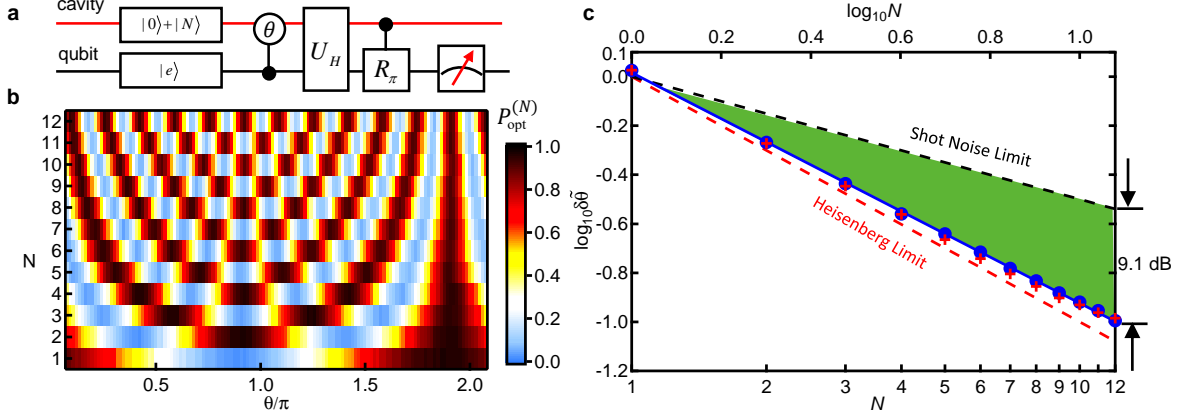 a
cavity
|0⟩+|N⟩
θ
U_H
R_π
qubit
|e⟩
b
P_opt^(N)
12
11
10
9
8
7
6
5
4
3
2
1
N
0.5
1.0
1.5
2.0
θ/π
1.0
0.8
0.6
0.4
0.2
0.0
c
log₁₀N
0.0
0.2
0.4
0.6
0.8
1.0
0.1
0.0
-0.2
-0.4
-0.6
-0.8
-1.0
-1.2
log₁₀δθ̃
Shot Noise Limit
Heisenberg Limit
9.1 dB
1
2
3
4
5
6
7
8
9
10
12
N